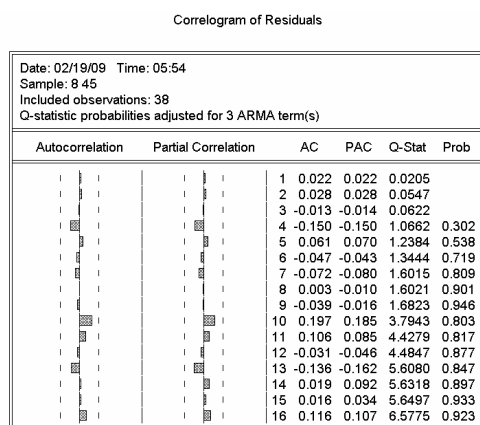 Correlogram of Residuals
Date: 02/19/09 Time: 05:54
Sample: 8 45
Included observations: 38
Q-statistic probabilities adjusted for 3 ARMA term(s)
Autocorrelation Partial Correlation AC PAC Q-Stat Prob
1 0.022 0.022 0.0205
2 0.028 0.028 0.0547
3 -0.013 -0.014 0.0622
4 -0.150 -0.150 1.0662 0.302
5 0.061 0.070 1.2384 0.538
6 -0.047 -0.043 1.3444 0.719
7 -0.072 -0.080 1.6015 0.809
8 0.003 -0.010 1.6021 0.901
9 -0.039 -0.016 1.6823 0.946
10 0.197 0.185 3.7943 0.803
11 0.106 0.085 4.4279 0.817
12 -0.031 -0.046 4.4847 0.877
13 -0.136 -0.162 5.6080 0.847
14 0.019 0.092 5.6318 0.897
15 0.016 0.034 5.6497 0.933
16 0.116 0.107 6.5775 0.923